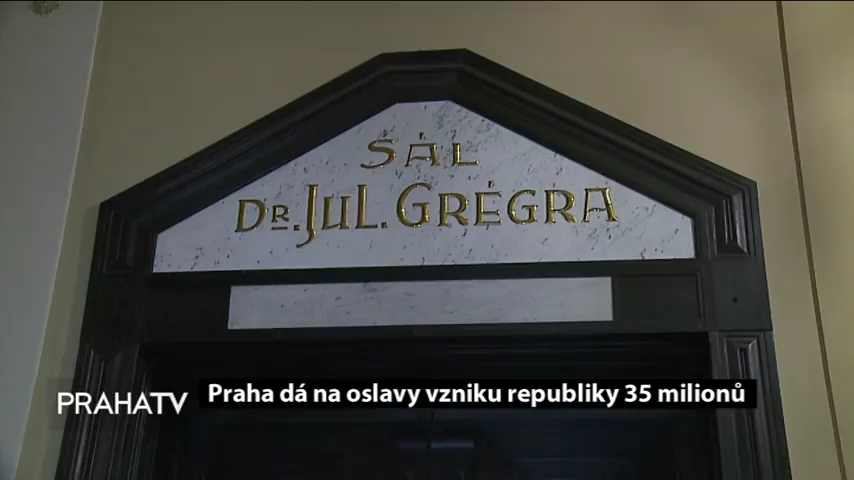 SÁL
DR. JUL. GRÉGRA
PRAHATV
Praha dá na oslavy vzniku republiky 35 milionů